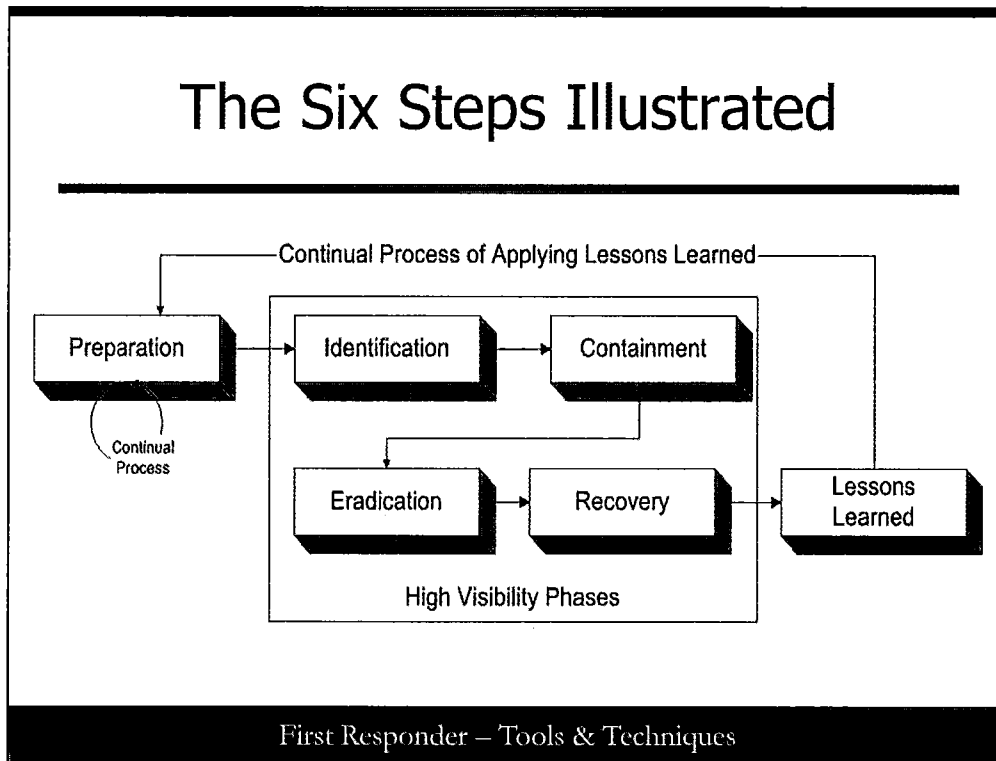 The Six Steps Illustrated
Continual Process of Applying Lessons Learned
Preparation
Identification
Containment
Continual
Process
Eradication
Recovery
Lessons
Learned
High Visibility Phases
First Responder – Tools & Techniques